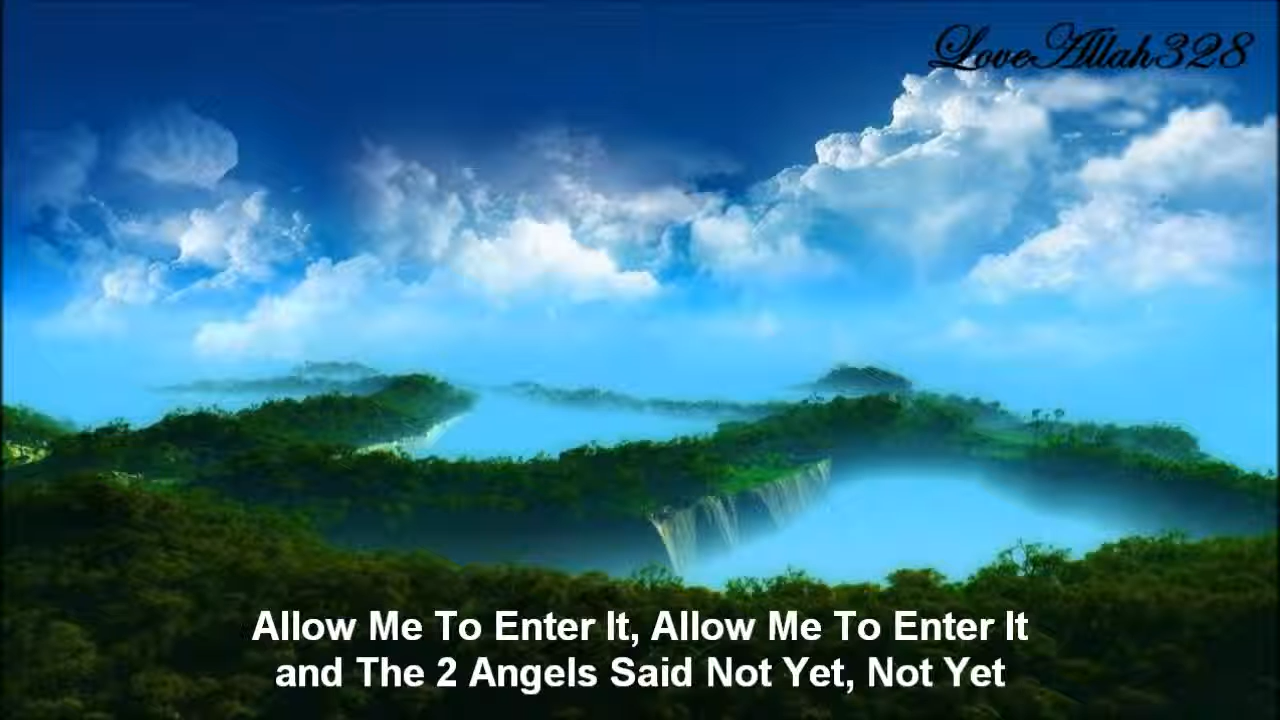 LoveAllah328
Allow Me To Enter It, Allow Me To Enter It
and The 2 Angels Said Not Yet, Not Yet